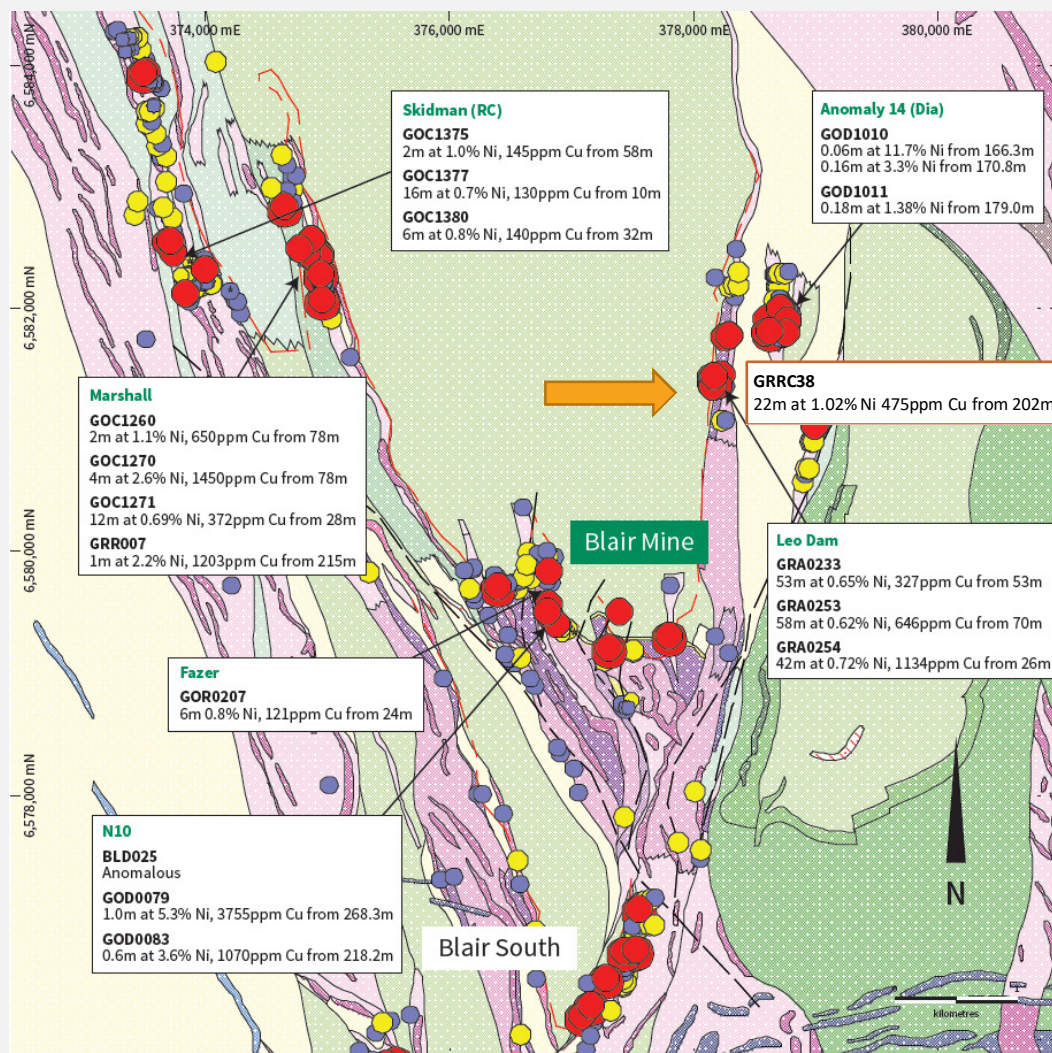 374,000 mE
376,000 mE
378,000 mE
380,000 mE
6,584,000 mN
6,582,000 mN
6,580,000 mN
6,578,000 mN
Skidman (RC)
GOC1375
2m at 1.0% Ni, 145ppm Cu from 58m
GOC1377
16m at 0.7% Ni, 130ppm Cu from 10m
GOC1380
6m at 0.8% Ni, 140ppm Cu from 32m
Anomaly 14 (Dia)
GOD1010
0.06m at 11.7% Ni from 166.3m
0.16m at 3.3% Ni from 170.8m
GOD1011
0.18m at 1.38% Ni from 179.0m
GRRC38
22m at 1.02% Ni 475ppm Cu from 202m
Marshall
GOC1260
2m at 1.1% Ni, 650ppm Cu from 78m
GOC1270
4m at 2.6% Ni, 1450ppm Cu from 78m
GOC1271
12m at 0.69% Ni, 372ppm Cu from 28m
GRR007
1m at 2.2% Ni, 1203ppm Cu from 215m
Blair Mine
Leo Dam
GRA0233
53m at 0.65% Ni, 327ppm Cu from 53m
GRA0253
58m at 0.62% Ni, 646ppm Cu from 70m
GRA0254
42m at 0.72% Ni, 1134ppm Cu from 26m
Fazer
GOR0207
6m 0.8% Ni, 121ppm Cu from 24m
N10
BLD025
Anomalous
GOD0079
1.0m at 5.3% Ni, 3755ppm Cu from 268.3m
GOD0083
0.6m at 3.6% Ni, 1070ppm Cu from 218.2m
Blair South
N
1
kilometres